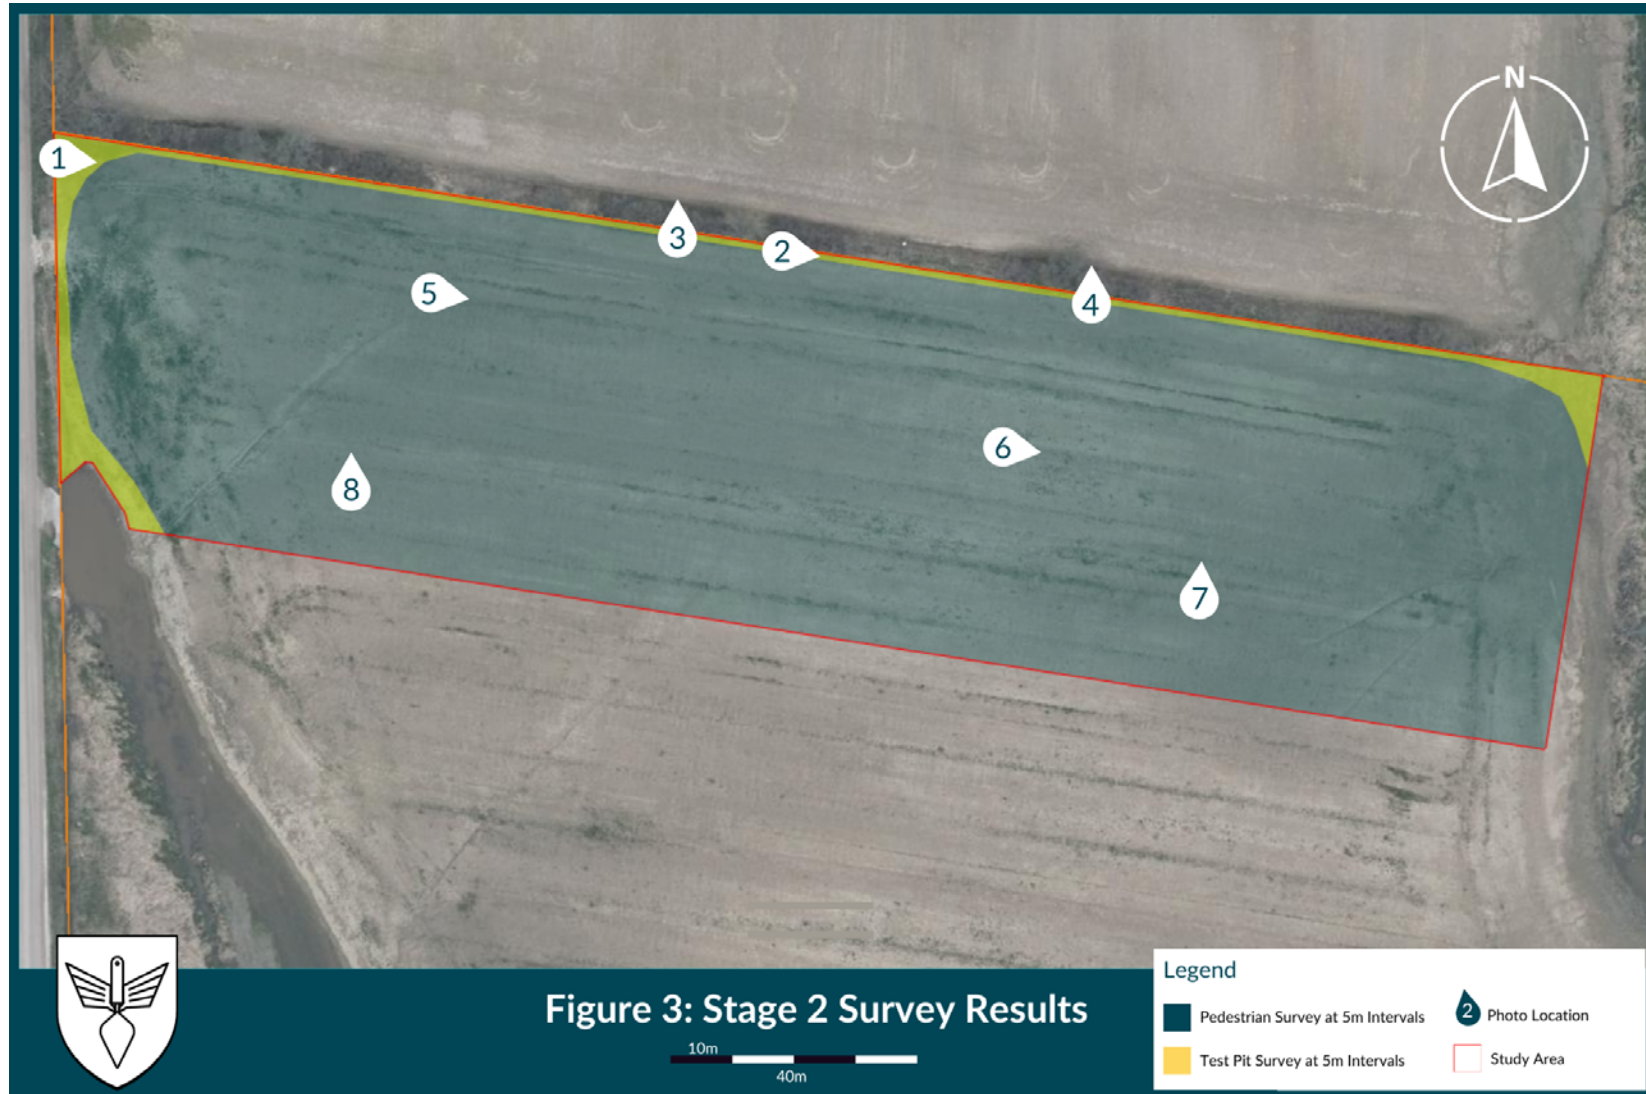 N
1
3
2
4
5
6
8
7
Figure 3: Stage 2 Survey Results
10m
40m
Legend
Pedestrian Survey at 5m Intervals
2 Photo Location
Test Pit Survey at 5m Intervals
Study Area